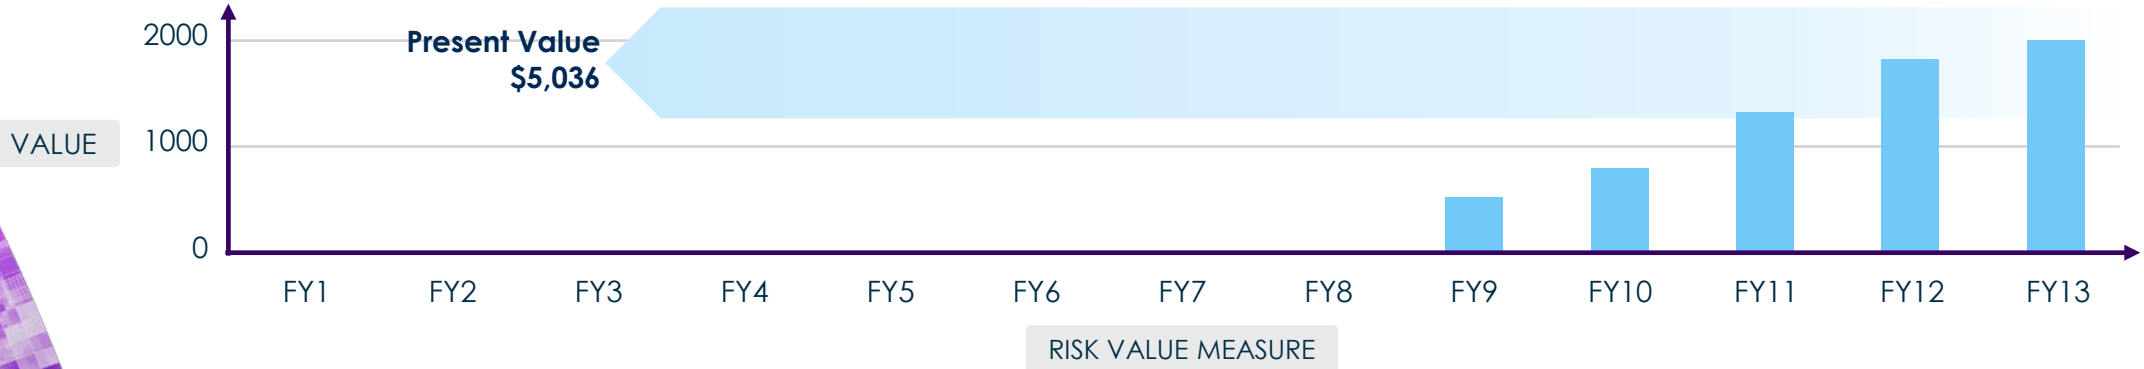 2000
Present Value
$5,036
VALUE
1000
0
FY1 FY2 FY3 FY4 FY5 FY6 FY7 FY8 FY9 FY10 FY11 FY12 FY13
RISK VALUE MEASURE